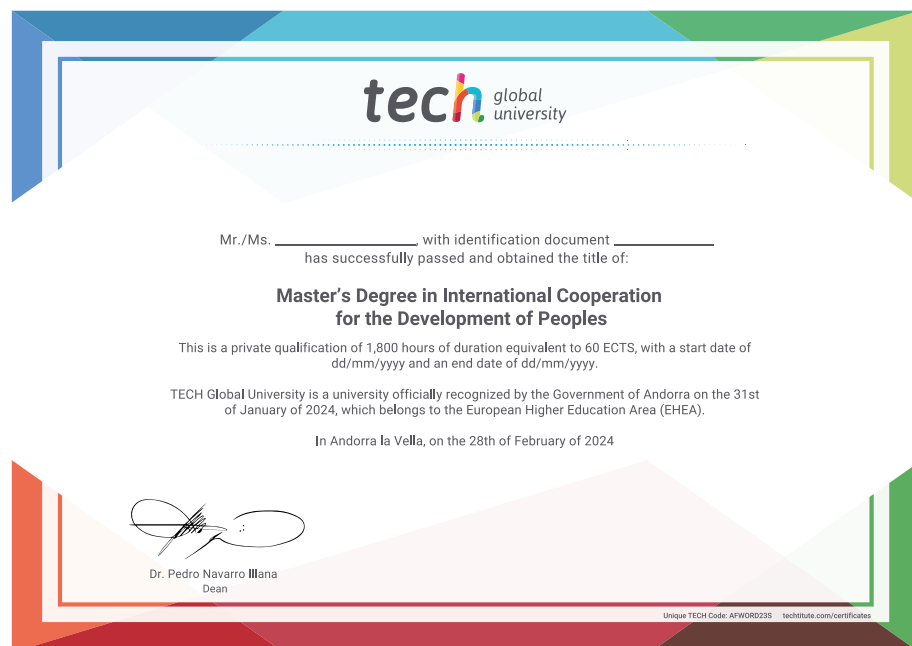 tech global
university
Mr./Ms. ____________, with identification document ____________
has successfully passed and obtained the title of:
Master's Degree in International Cooperation
for the Development of Peoples
This is a private qualification of 1,800 hours of duration equivalent to 60 ECTS, with a start date of
dd/mm/yyyy and an end date of dd/mm/yyyy.
TECH Global University is a university officially recognized by the Government of Andorra on the 31st
of January of 2024, which belongs to the European Higher Education Area (EHEA).
In Andorra la Vella, on the 28th of February of 2024
Dr. Pedro Navarro Illana
Dean
Unique TECH Code: AFWORD23S techtitute.com/certificates